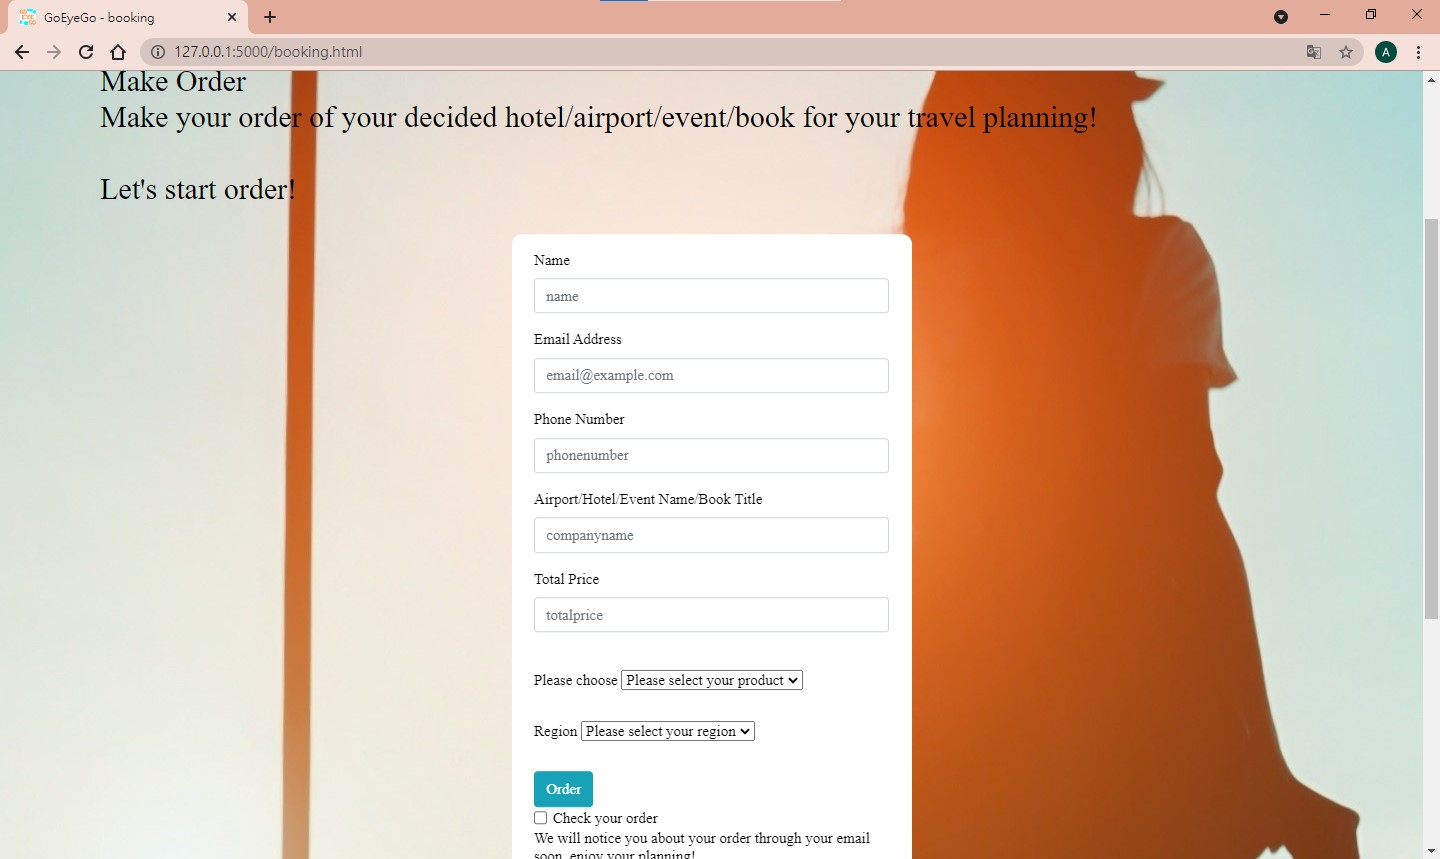 GO
EYE
GO
GoEyeGo - booking
127.0.0.1:5000/booking.html
A
Make Order
Make your order of your decided hotel/airport/event/book for your travel planning!
Let's start order!
Name
name
Email Address
email@example.com
Phone Number
phonenumber
Airport/Hotel/Event Name/Book Title
companyname
Total Price
totalprice
Please choose Please select your product
Region Please select your region
Order
Check your order
We will notice you about your order through your email
soon, enjoy your planning!